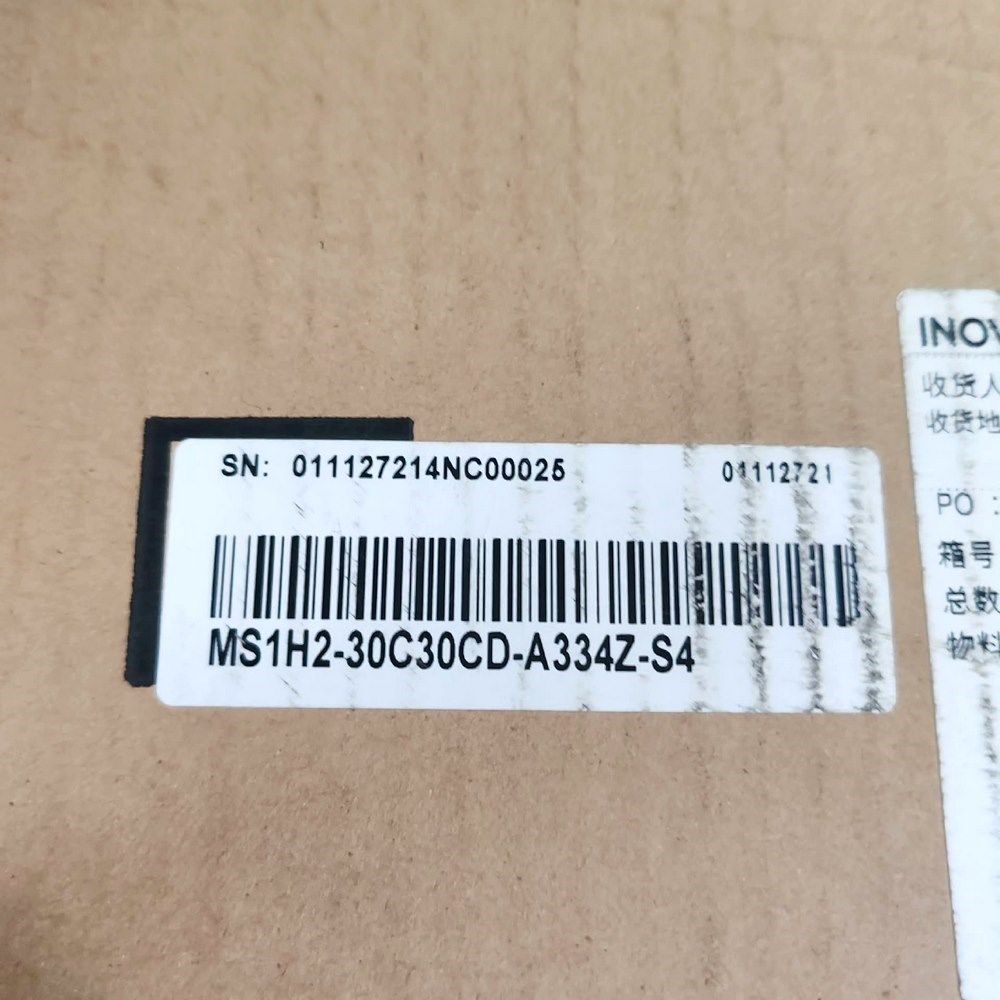 SN: 011127214NC00025
01112721
MS1H2-30C30CD-A334Z-S4
INOV
收货人
收货地
PO :
箱号
总数
物料